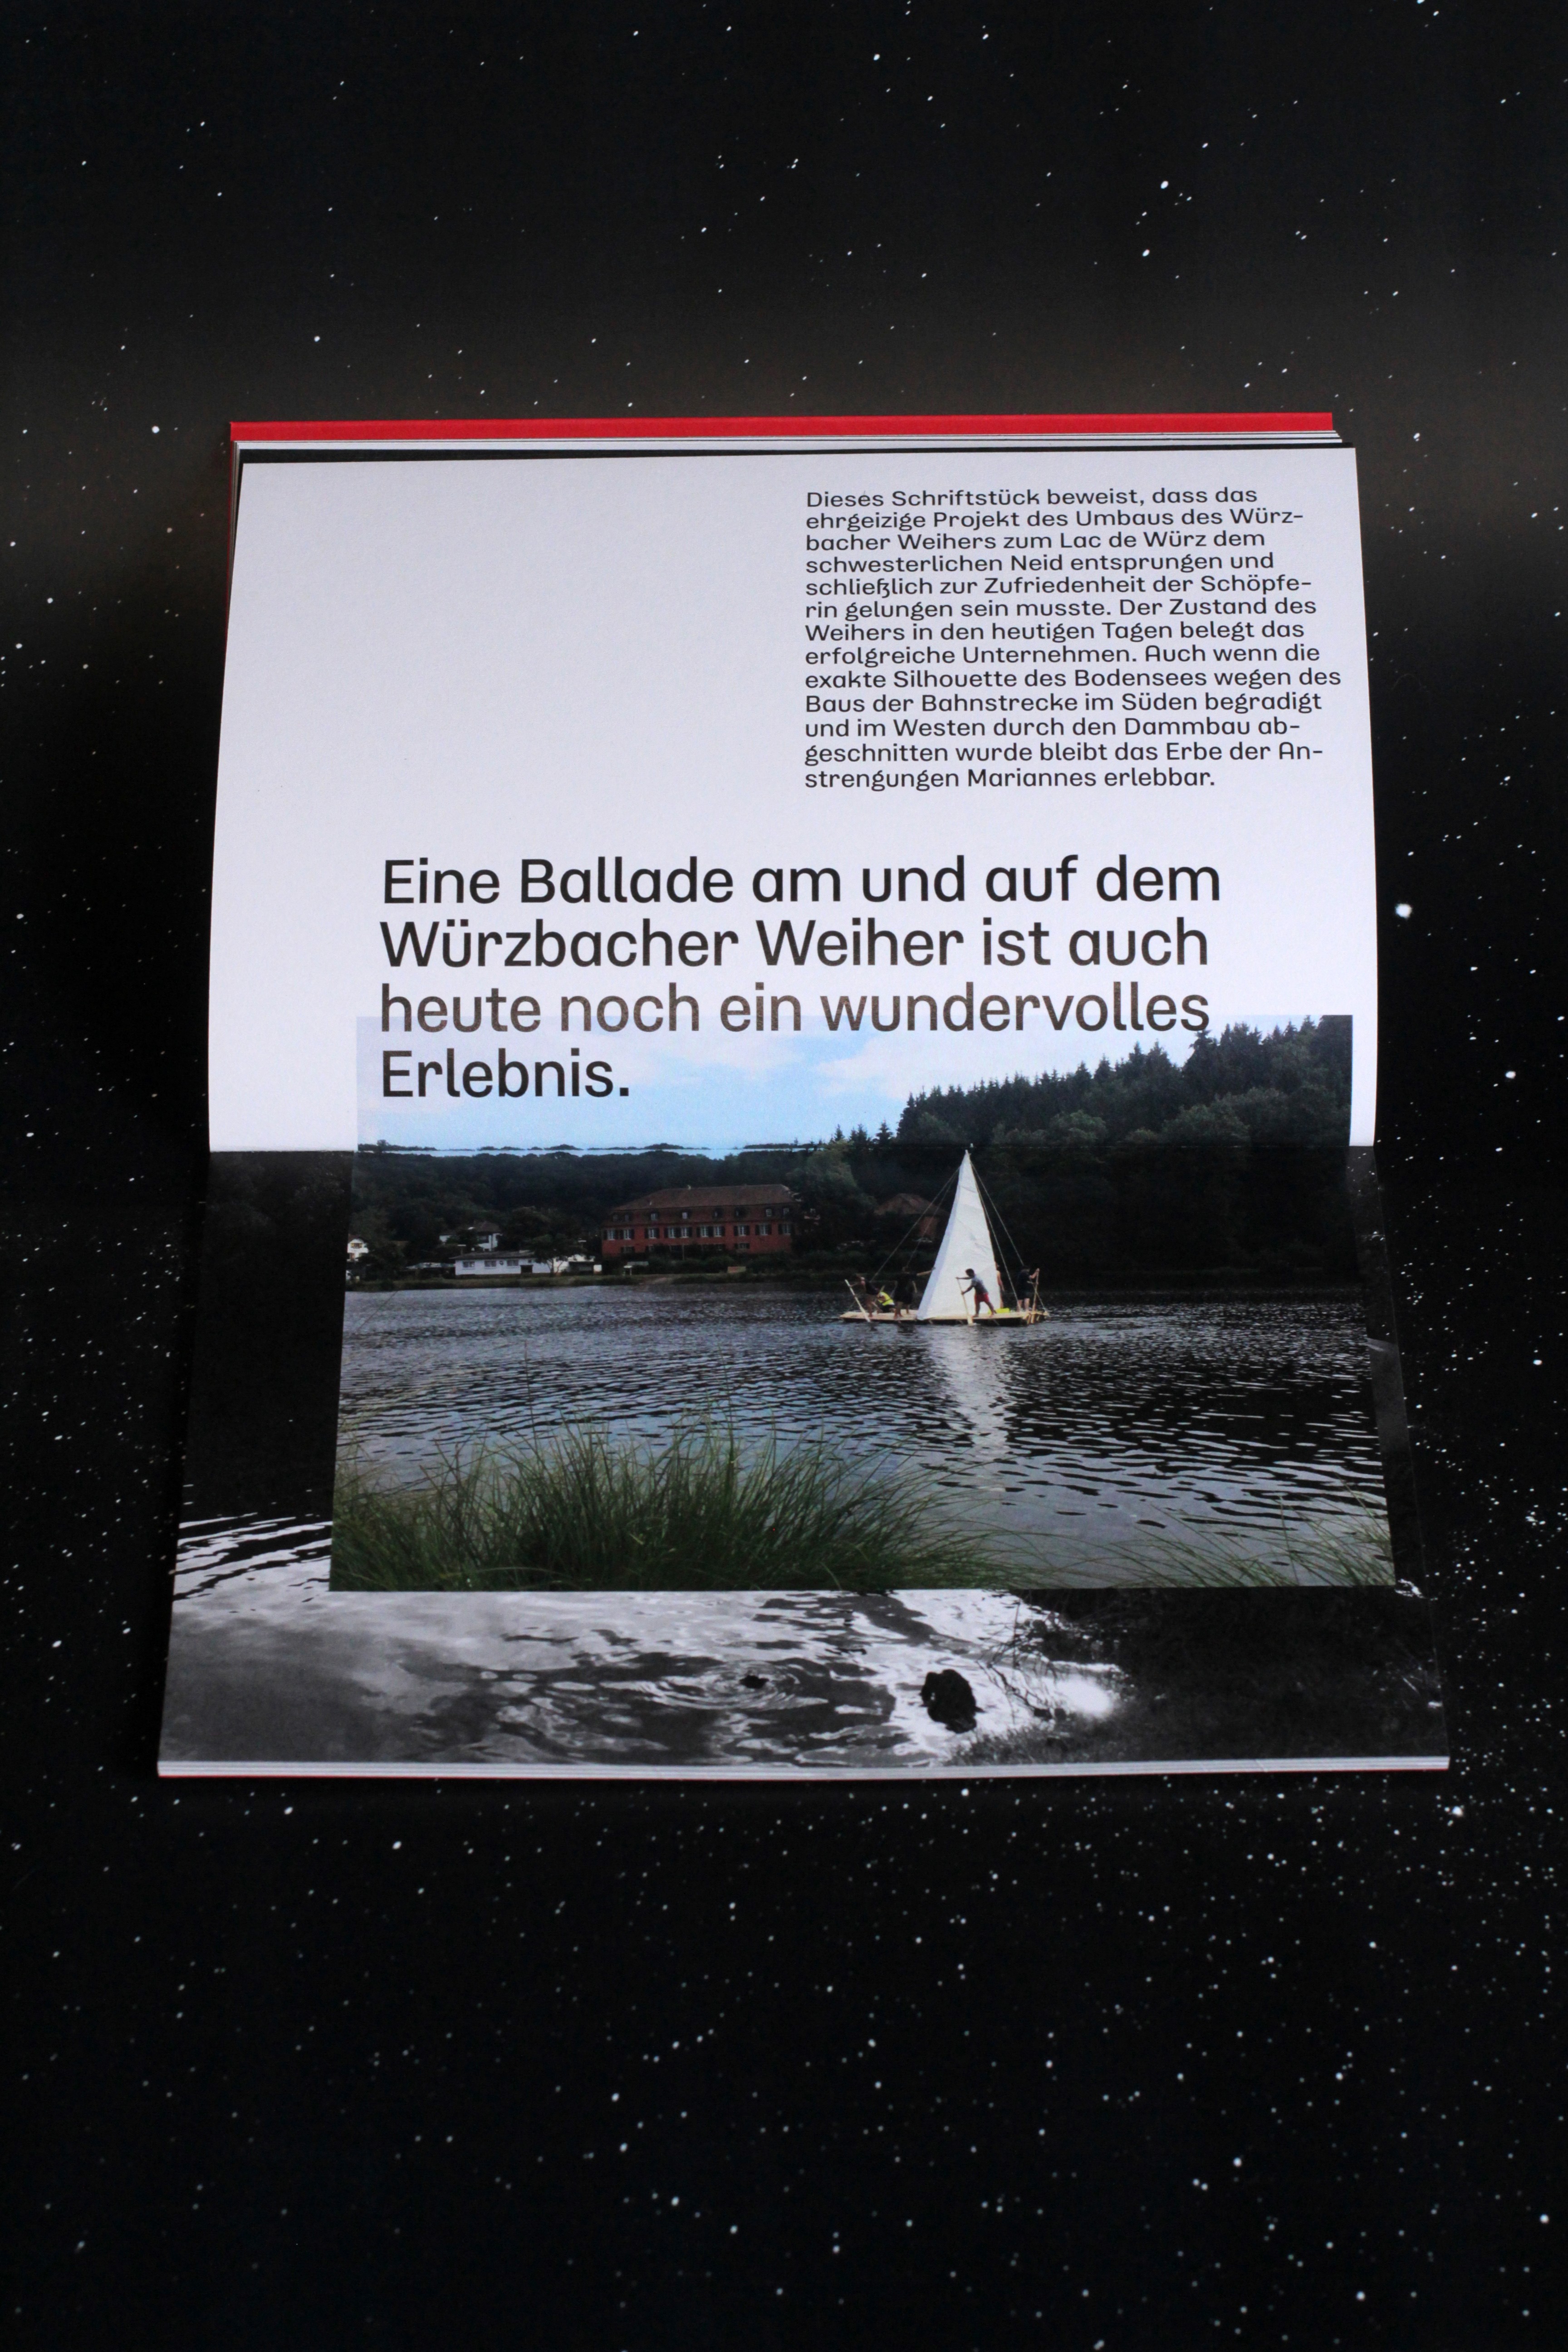 Dieses Schriftstück beweist, dass das
ehrgeizige Projekt des Umbaus des Würz-
bacher Weihers zum Lac de Würz dem
schwesterlichen Neid entsprungen und
schließlich zur Zufriedenheit der Schöpfe-
rin gelungen sein musste. Der Zustand des
Weihers in den heutigen Tagen belegt das
erfolgreiche Unternehmen. Auch wenn die
exakte Silhouette des Bodensees wegen des
Baus der Bahnstrecke im Süden begradigt
und im Westen durch den Dammbau ab-
geschnitten wurde bleibt das Erbe der An-
strengungen Mariannes erlebbar.
Eine Ballade am und auf dem
Würzbacher Weiher ist auch
heute noch ein wundervolles
Erlebnis.